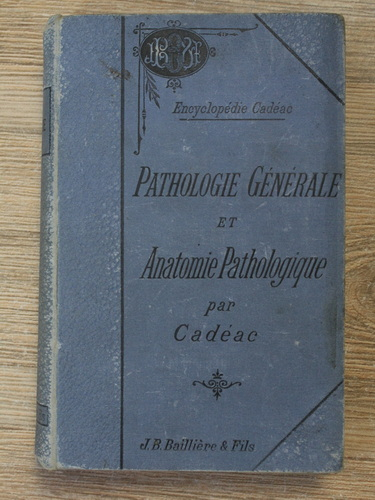 Encyclopédie Cadéac
PATHOLOGIE GÉNÉRALE
ET
Anatomie Pathologique
par
Cadéac
J. B. Baillière & Fils